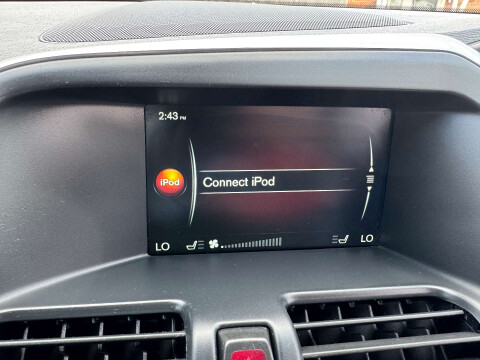 2:43 PM
iPod
Connect iPod
LO LO